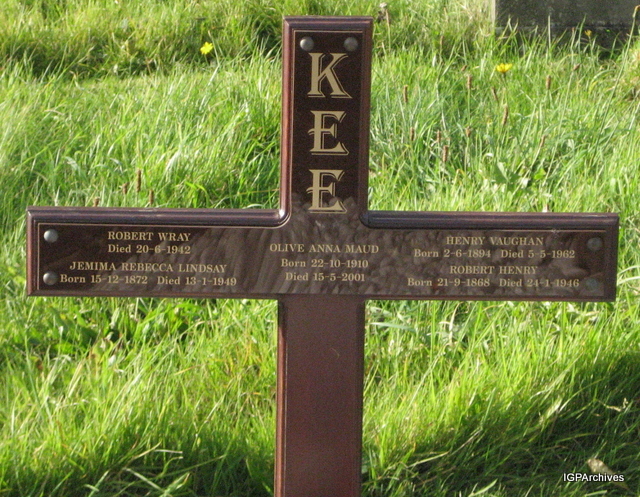 KEE
ROBERT WRAY
Died 20-6-1942
JEMIMA REBECCA LINDSAY
Born 15-12-1872 Died 13-1-1949
OLIVE ANNA MAUD
Born 22-10-1910
Died 15-5-2001
HENRY VAUGHAN
Born 2-6-1894 Died 5-5-1962
ROBERT HENRY
Born 21-9-1868 Died 24-1-1946
IGPArchives